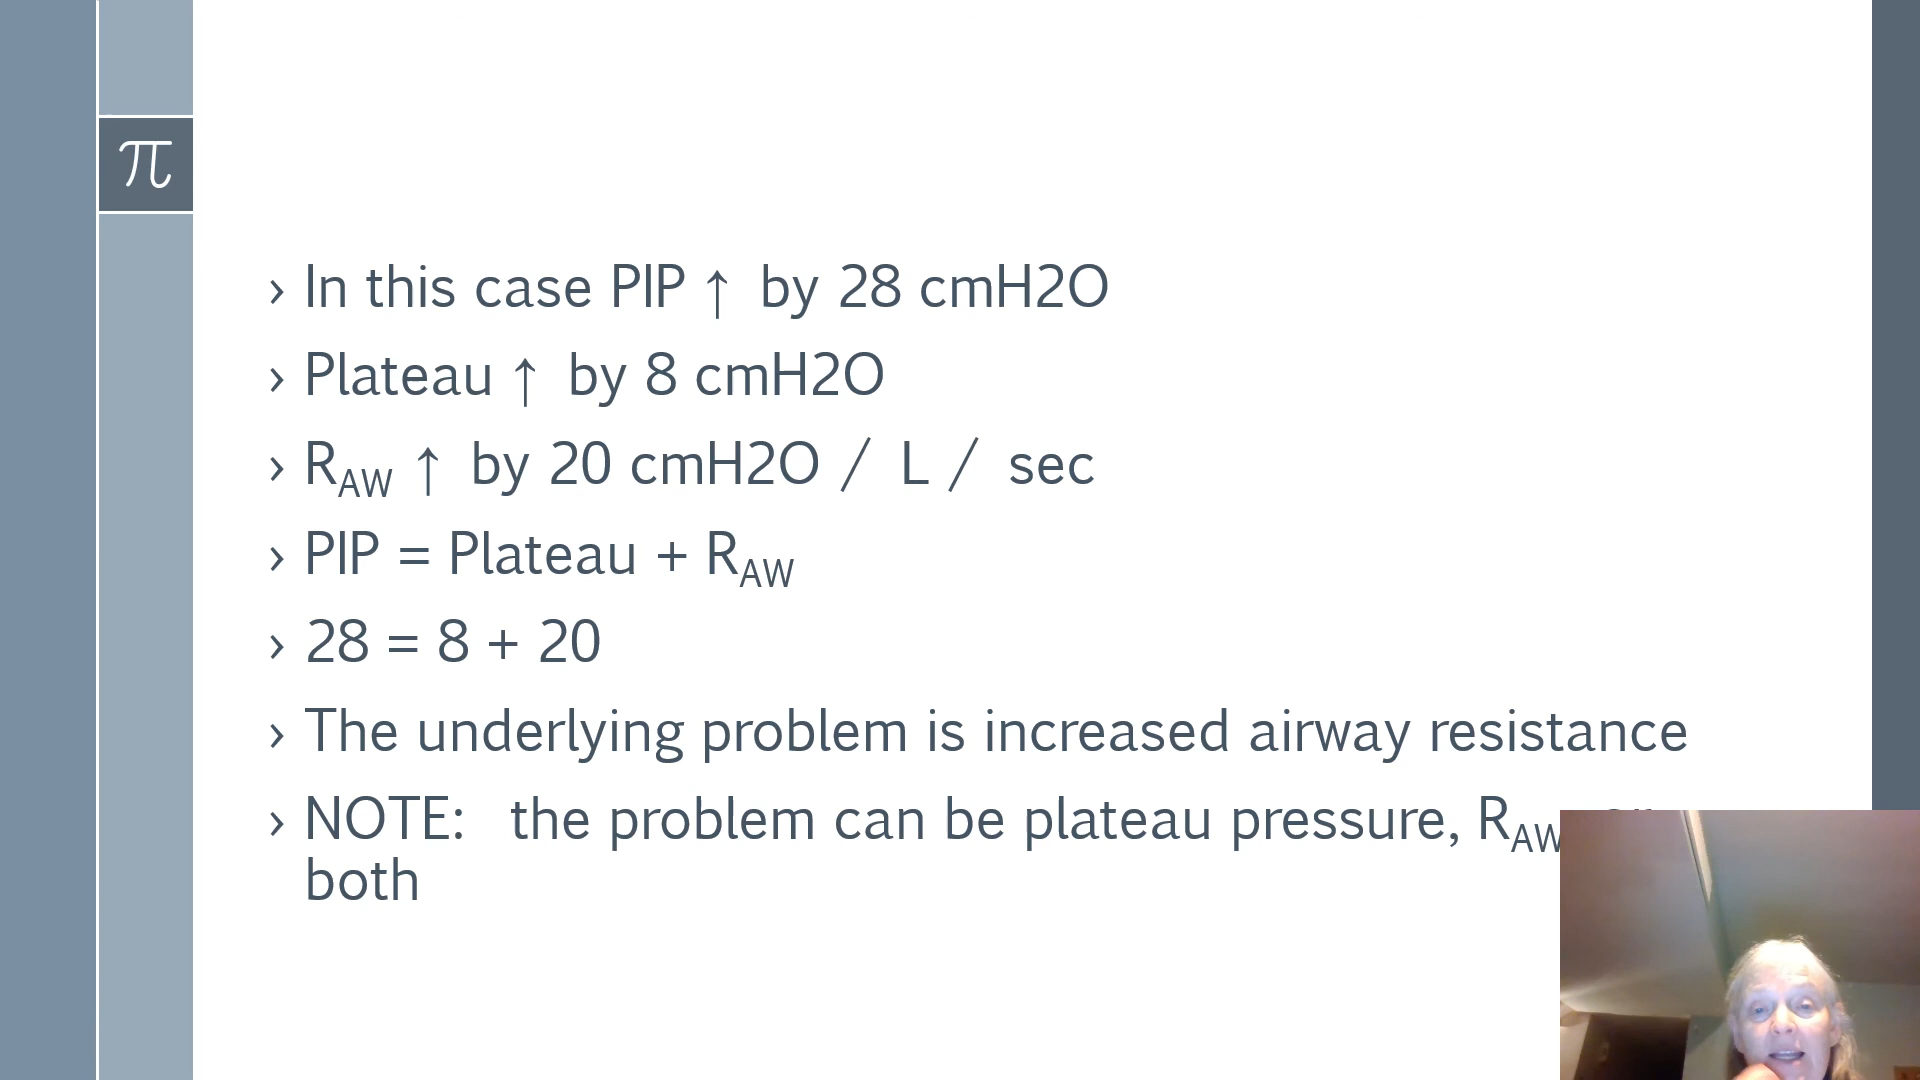 π
› In this case PIP ↑ by 28 cmH2O
› Plateau ↑ by 8 cmH2O
› RAW ↑ by 20 cmH2O / L / sec
› PIP = Plateau + RAW
› 28 = 8 + 20
› The underlying problem is increased airway resistance
› NOTE: the problem can be plateau pressure, RAW
both